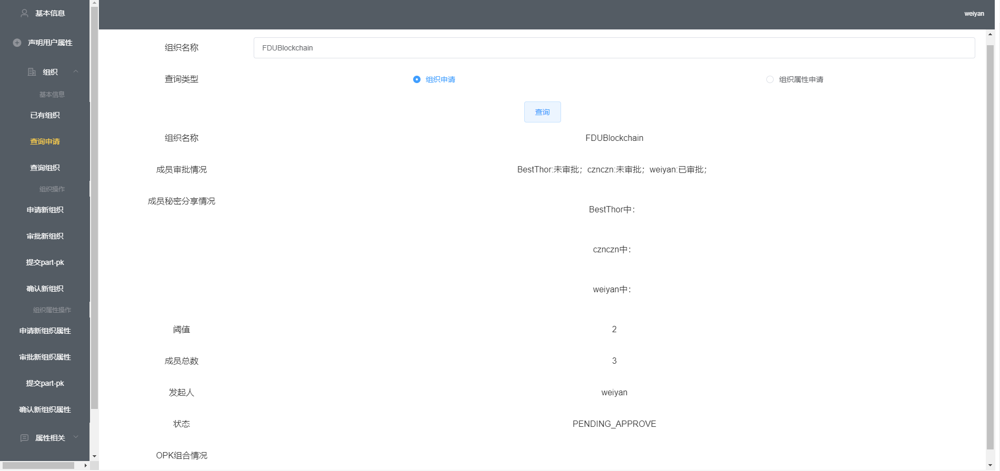 基本信息
声明用户属性
组织
基本信息
已有组织
查询申请
查询组织
组织操作
申请新组织
审批新组织
提交part-pk
确认新组织
组织属性操作
申请新组织属性
审批新组织属性
提交part-pk
确认新组织属性
属性相关
weiyan
组织名称 FDUBlockchain
查询类型 组织申请 组织属性申请
查询
组织名称 FDUBlockchain
成员审批情况 BestThor:未审批；cznczn:未审批；weiyan:已审批；
成员秘密分享情况
BestThor中：
cznczn中：
weiyan中：
阈值 2
成员总数 3
发起人 weiyan
状态 PENDING_APPROVE
OPK组合情况